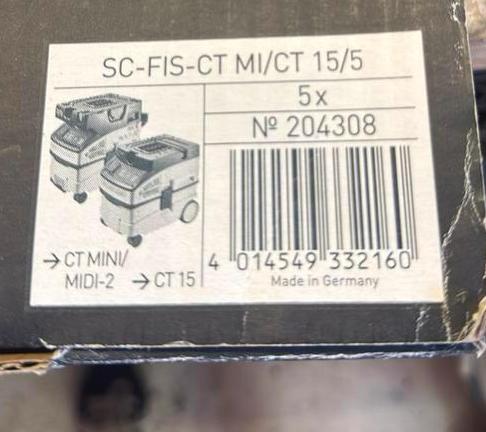 SC-FIS-CT MI/CT 15/5
5x
Nº 204308
→ CT MINI/
MIDI-2 → CT 15
4 014549 332160
Made in Germany